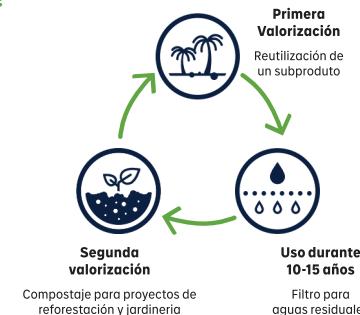 Primera
Valorización
Reutilización de
un subproducto
Segunda
valorización
Compostaje para proyectos de
reforestación y jardineria
Uso durante
10-15 años
Filtro para
aguas